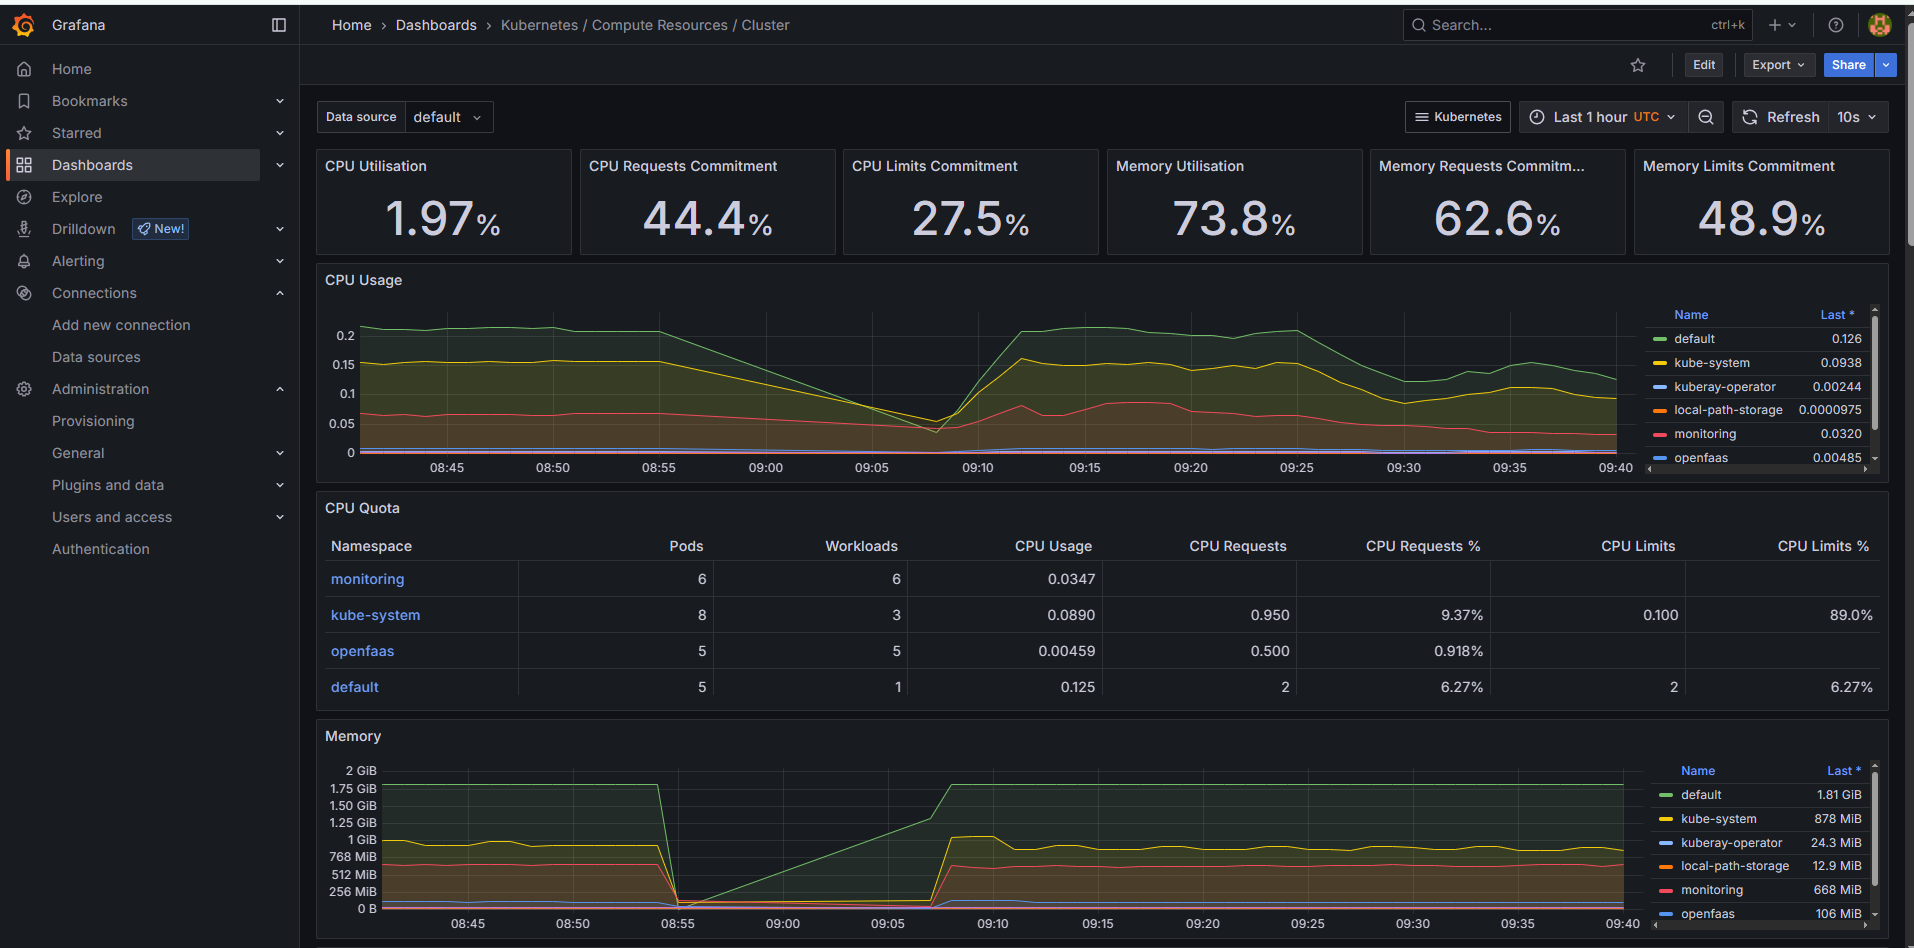 Grafana
Home › Dashboards › Kubernetes / Compute Resources / Cluster
Search... ctrl+k
Edit Export Share
Home
Bookmarks
Starred
Dashboards
Explore
Drilldown New!
Alerting
Connections
Add new connection
Data sources
Administration
Provisioning
General
Plugins and data
Users and access
Authentication
Data source default
Kubernetes Last 1 hour UTC Refresh 10s
CPU Utilisation
1.97%
CPU Requests Commitment
44.4%
CPU Limits Commitment
27.5%
Memory Utilisation
73.8%
Memory Requests Commitm...
62.6%
Memory Limits Commitment
48.9%
CPU Usage
0.2
0.15
0.1
0.05
0
08:45 08:50 08:55 09:00 09:05 09:10 09:15 09:20 09:25 09:30 09:35 09:40
Name Last *
default 0.126
kube-system 0.0938
kuberay-operator 0.00244
local-path-storage 0.0000975
monitoring 0.0320
openfaas 0.00485
CPU Quota
Namespace Pods Workloads CPU Usage CPU Requests CPU Requests % CPU Limits CPU Limits %
monitoring 6 6 0.0347
kube-system 8 3 0.0890 0.950 9.37% 0.100 89.0%
openfaas 5 5 0.00459 0.500 0.918%
default 5 1 0.125 2 6.27% 2 6.27%
Memory
2 GiB
1.75 GiB
1.50 GiB
1.25 GiB
1 GiB
768 MiB
512 MiB
256 MiB
0 B
08:45 08:50 08:55 09:00 09:05 09:10 09:15 09:20 09:25 09:30 09:35 09:40
Name Last *
default 1.81 GiB
kube-system 878 MiB
kuberay-operator 24.3 MiB
local-path-storage 12.9 MiB
monitoring 668 MiB
openfaas 106 MiB